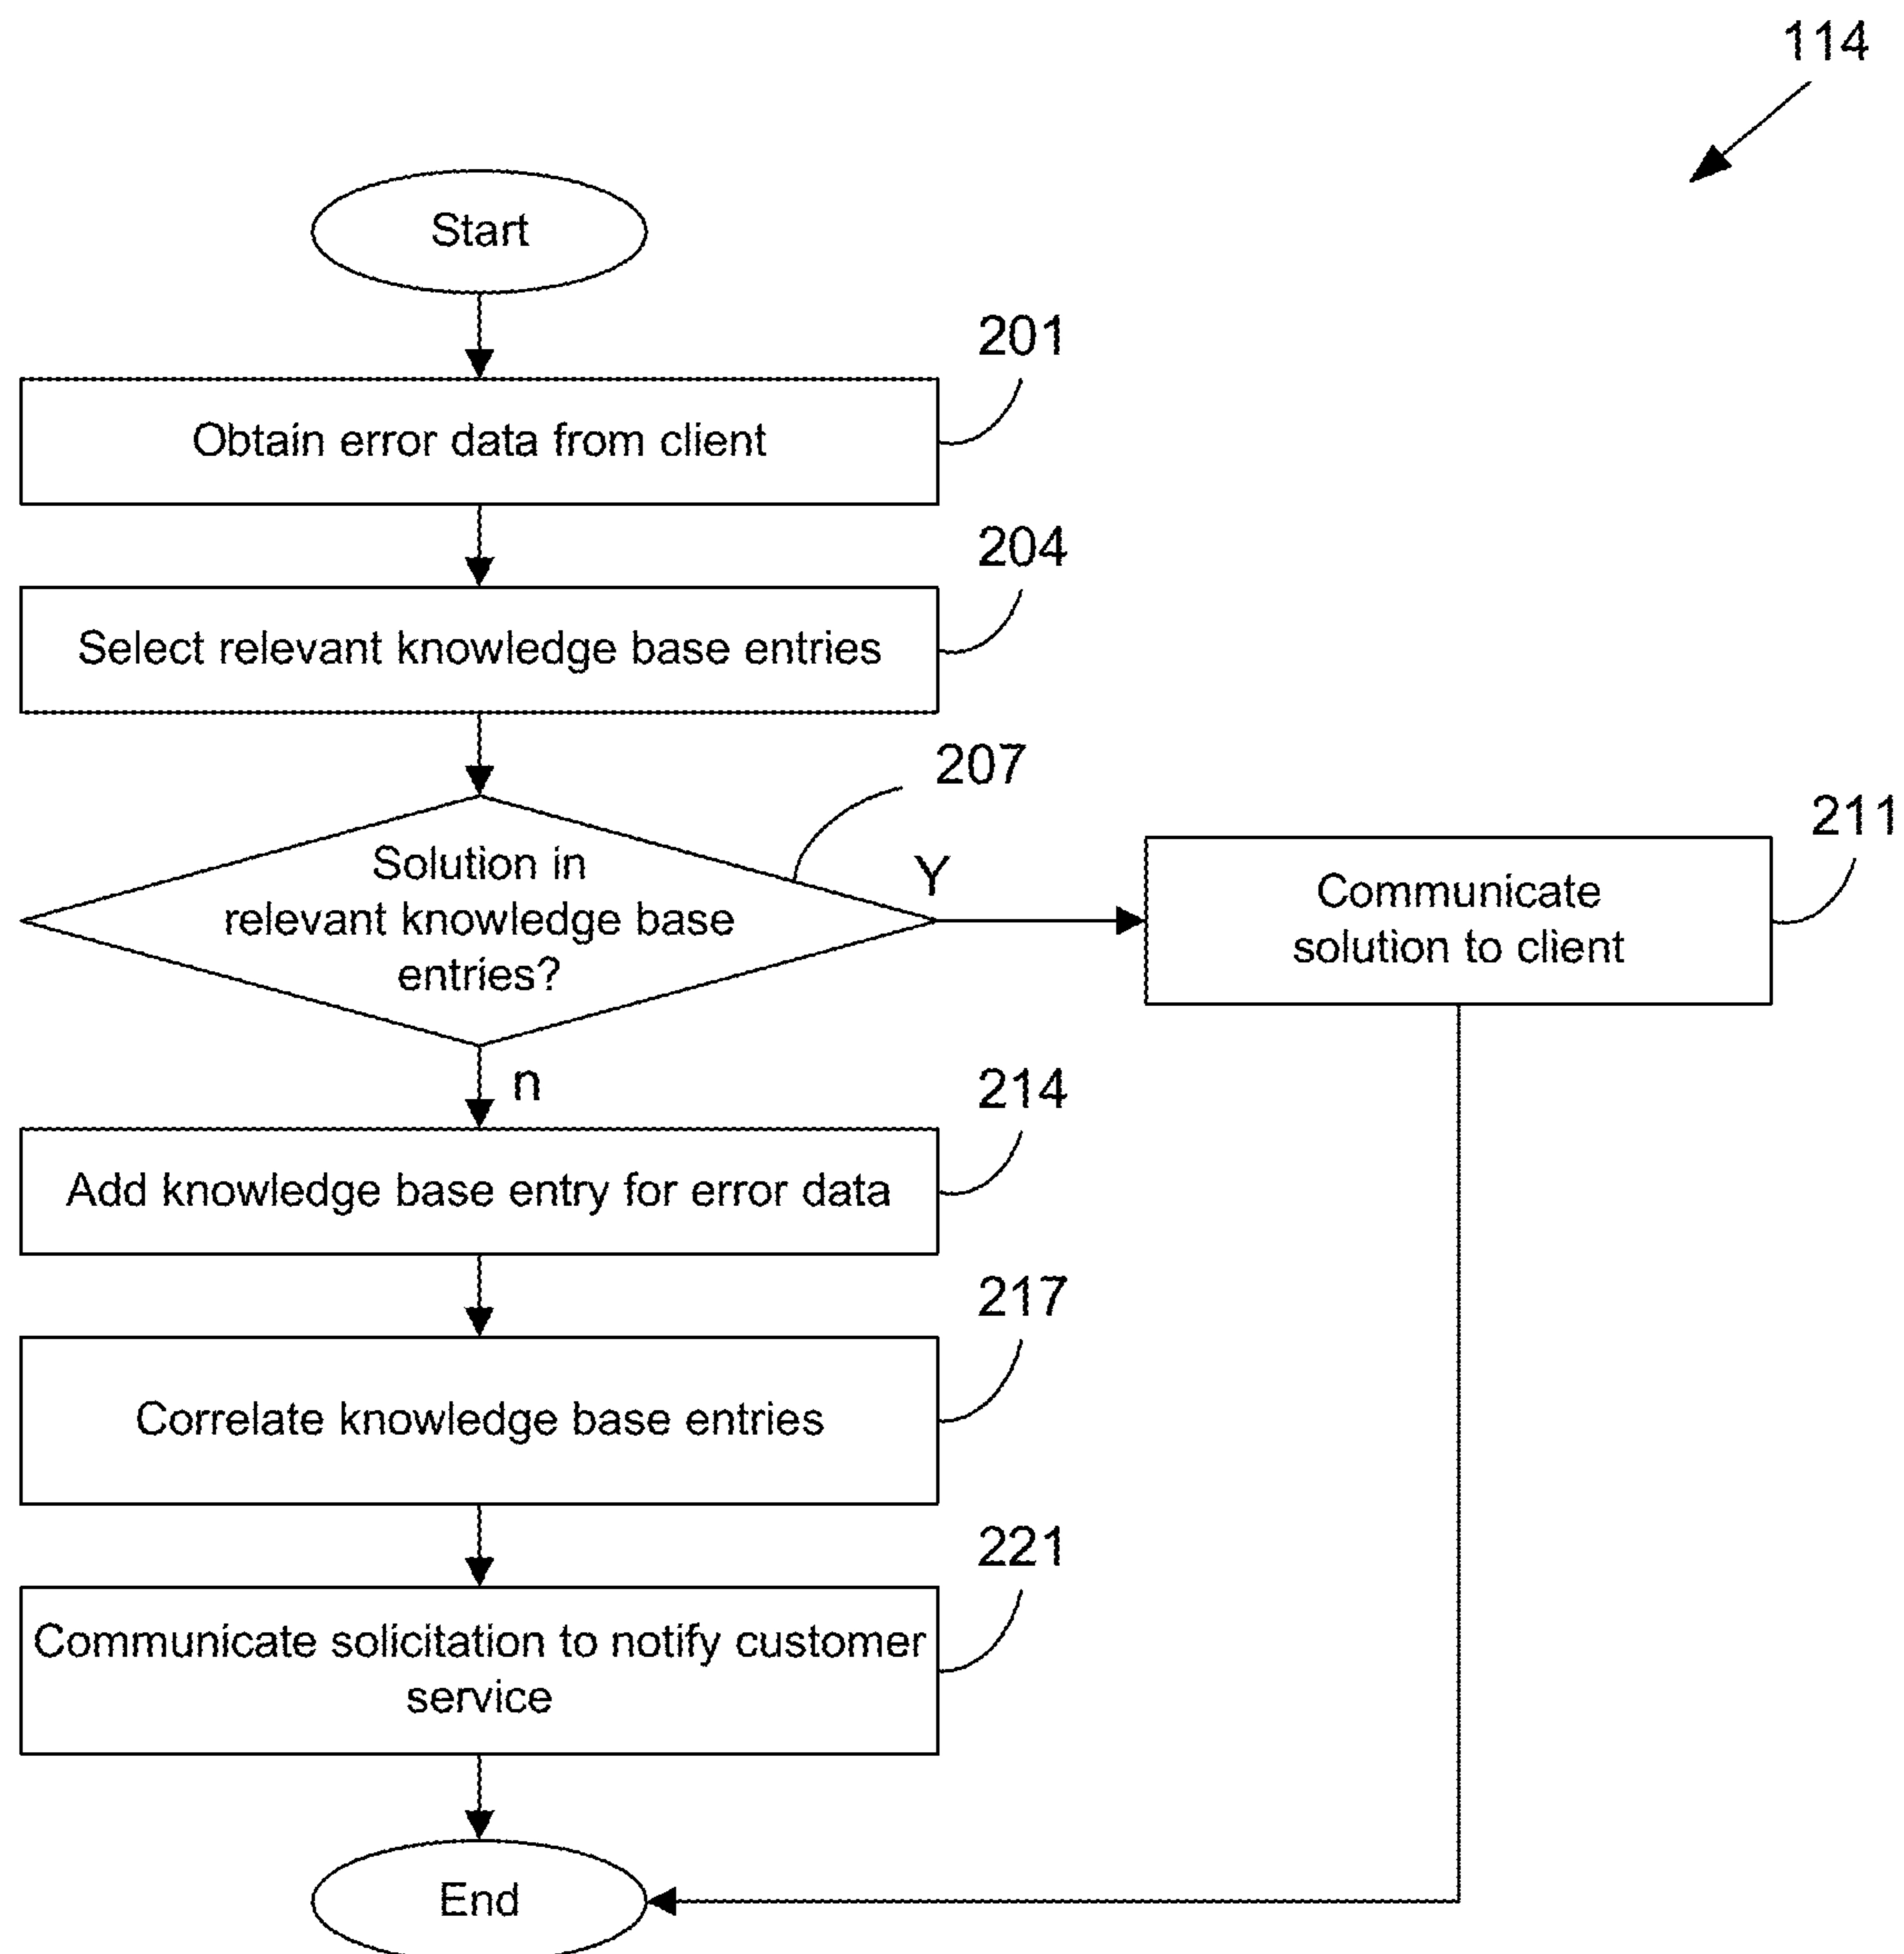 114
Start
201
Obtain error data from client
204
Select relevant knowledge base entries
207
Solution in
relevant knowledge base
entries?
Y
211
Communicate
solution to client
n
214
Add knowledge base entry for error data
217
Correlate knowledge base entries
221
Communicate solicitation to notify customer
service
End